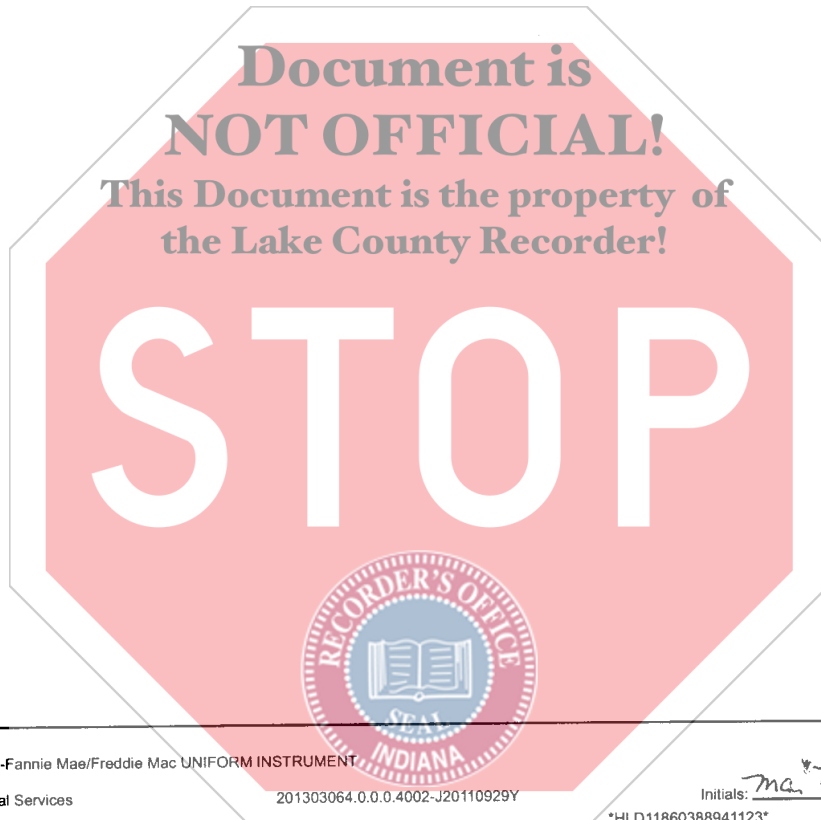 Document is
NOT OFFICIAL!
This Document is the property of
the Lake County Recorder!
STOP
RECORDER'S OFFICE
SEAL
INDIANA
-Fannie Mae/Freddie Mac UNIFORM INSTRUMENT
al Services
201303064.0.0.0.4002-J20110929Y
Initials:
*HLD11860388941123*